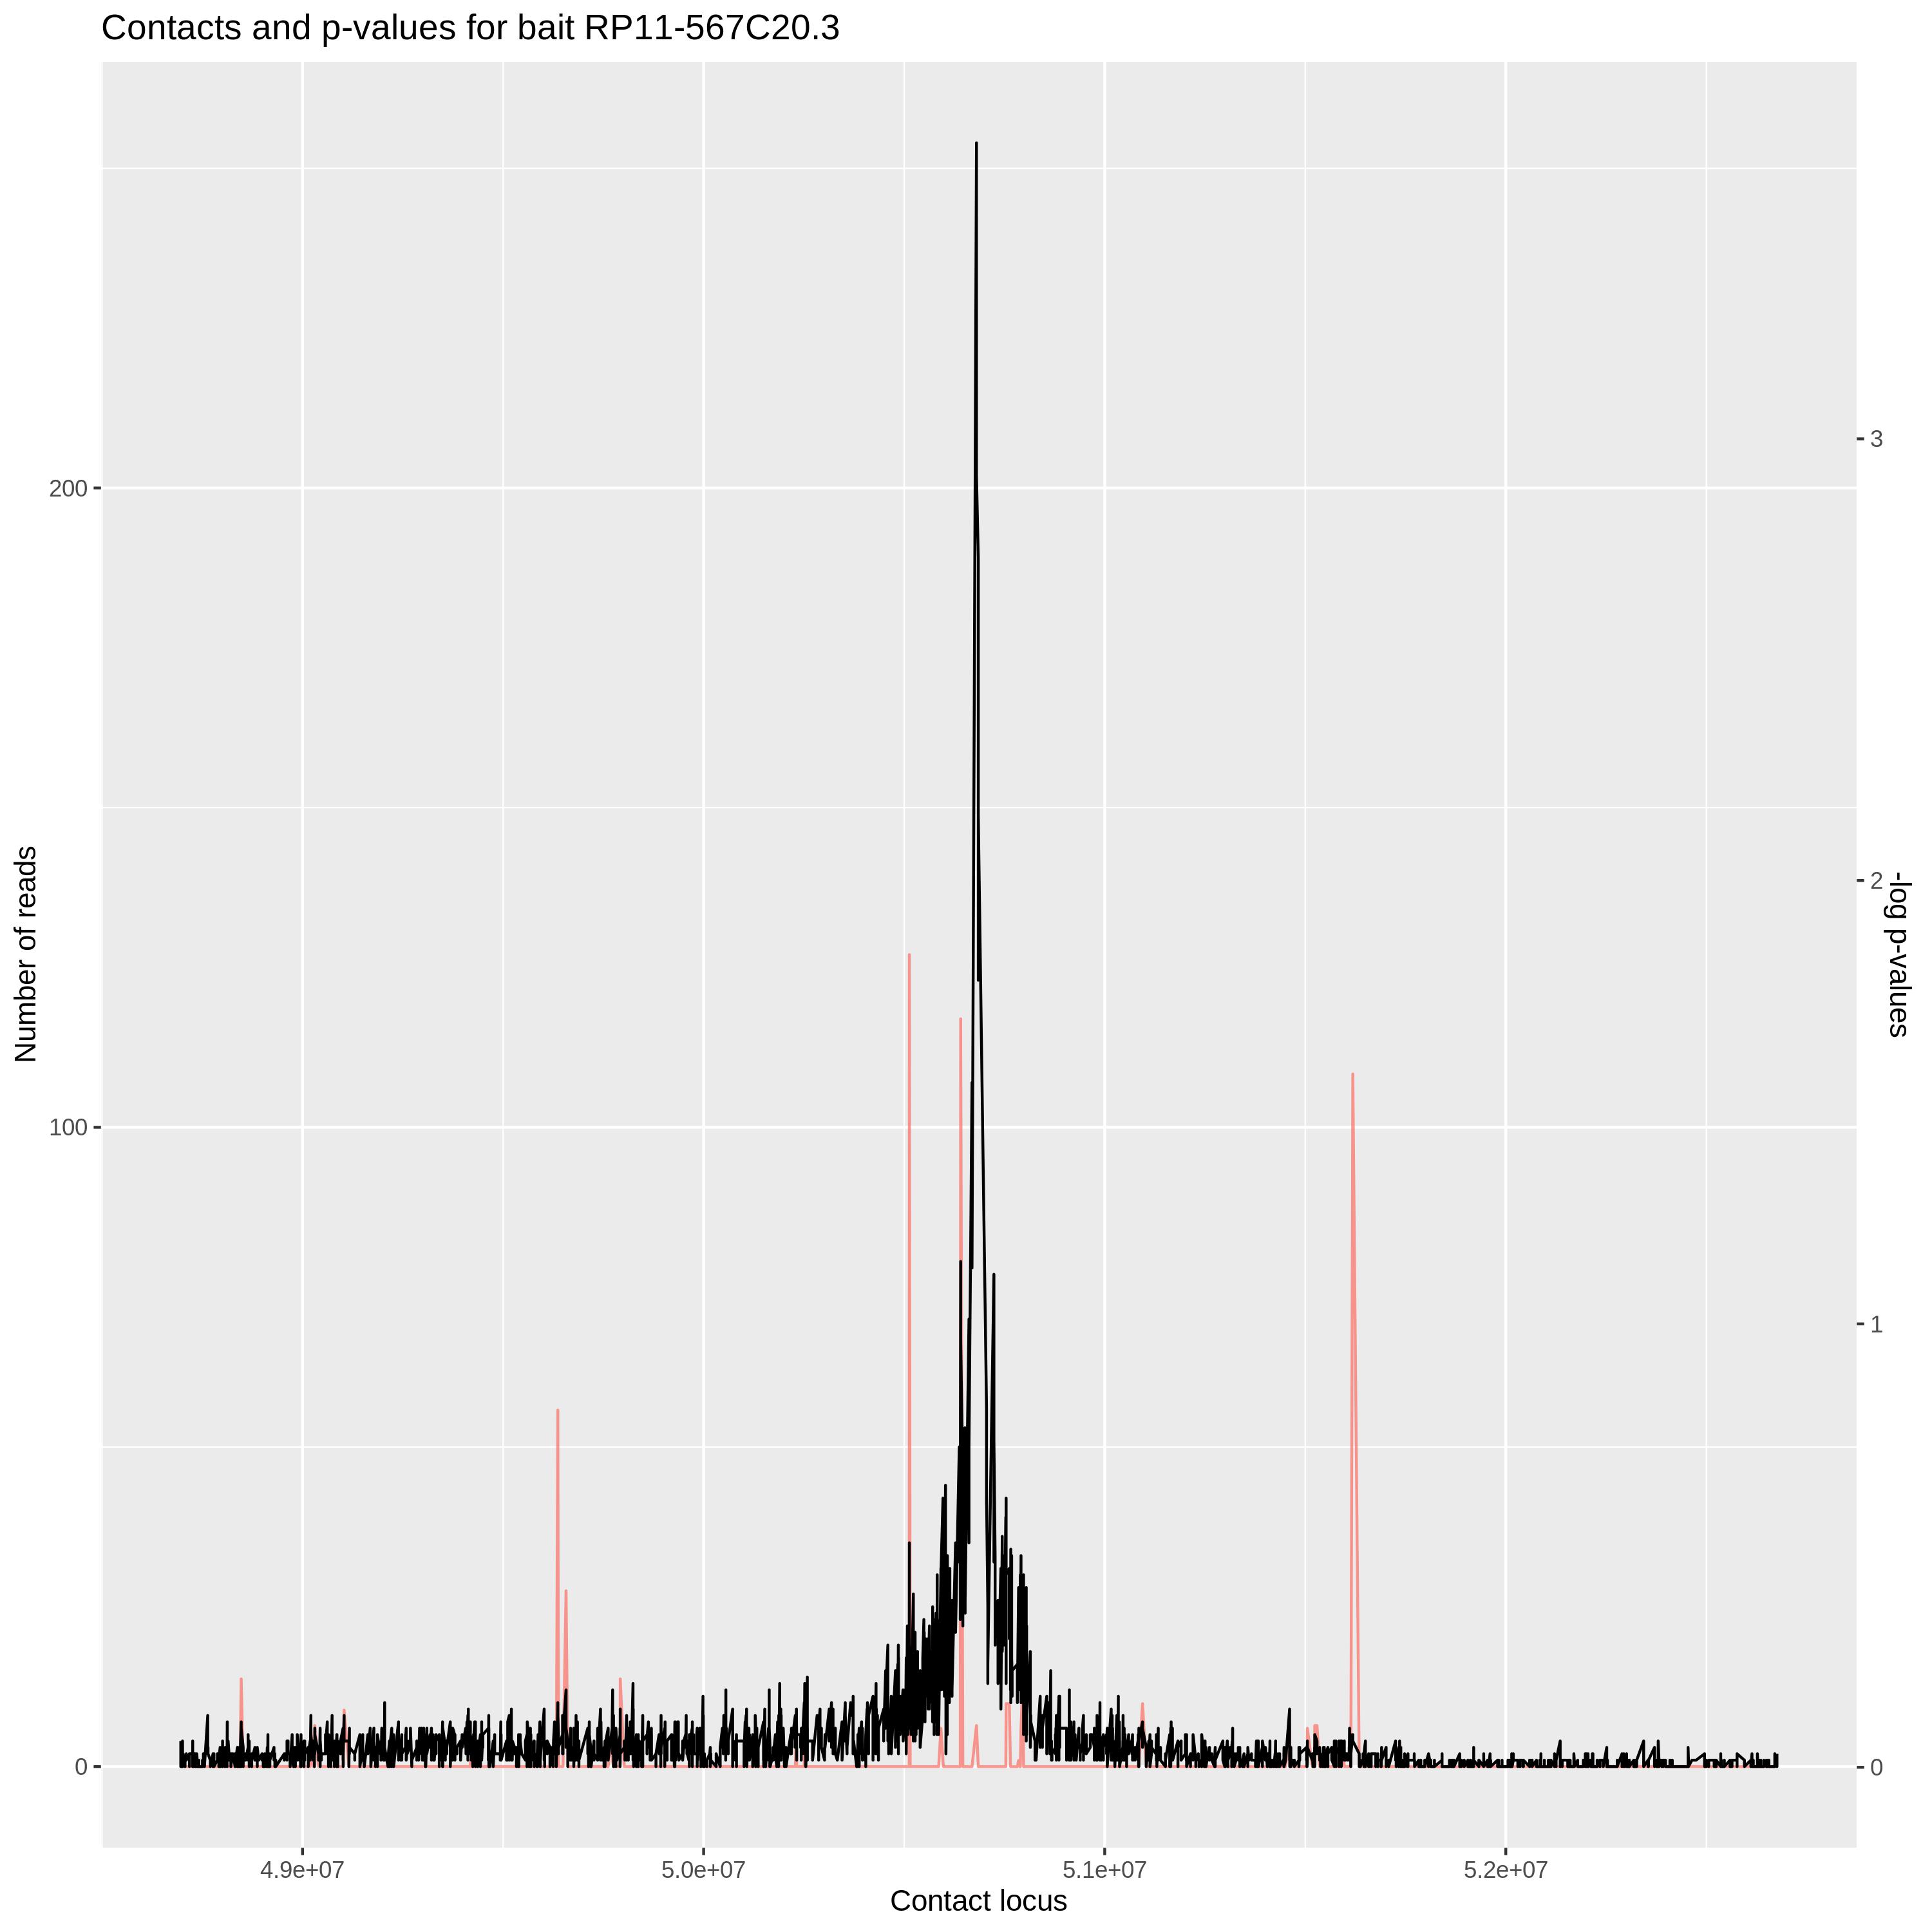 Contacts and p-values for bait RP11-567C20.3
Number of reads
200
100
0
3
2
1
0
-log p-values
4.9e+07
5.0e+07
5.1e+07
5.2e+07
Contact locus